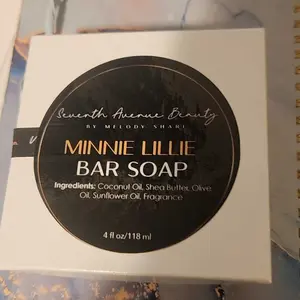 Seventh Avenue Beauty
BY MELODY SHARI
MINNIE LILLIE
BAR SOAP
Ingredients: Coconut Oil, Shea Butter, Olive
Oil, Sunflower Oil, Fragrance
4 fl oz/118 ml